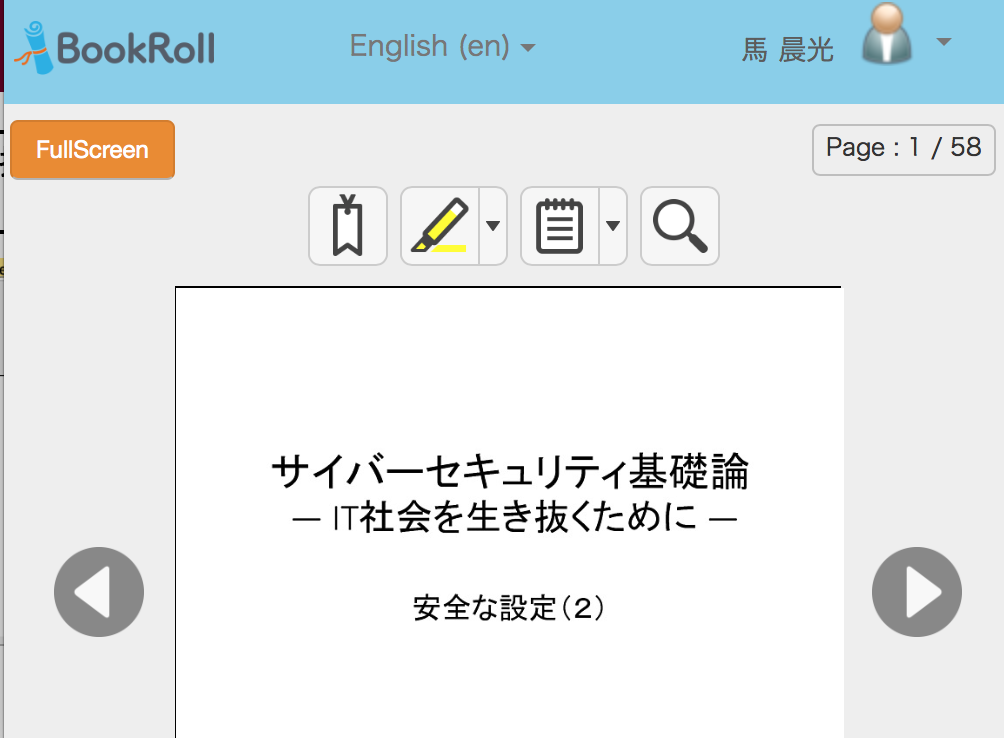 BookRoll
English (en)
馬 晨光
FullScreen
Page : 1 / 58
サイバーセキュリティ基礎論
― IT社会を生き抜くために ―
安全な設定（2）